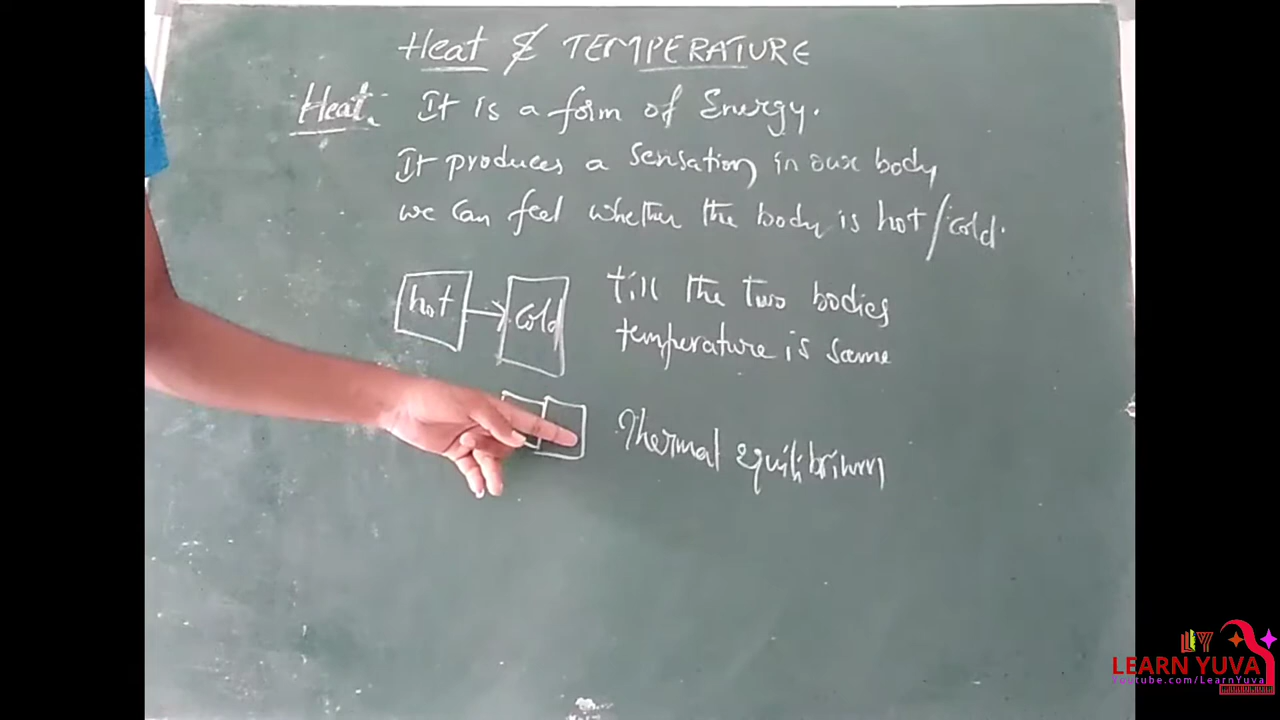 Heat & TEMPERATURE
Heat. It is a form of Energy.
It produces a sensation in our body
we can feel whether the body is hot/cold.
hot → cold till the two bodies
temperature is same
Thermal equilibrium
LY
LEARN YUVA
Youtube.com/LearnYuva